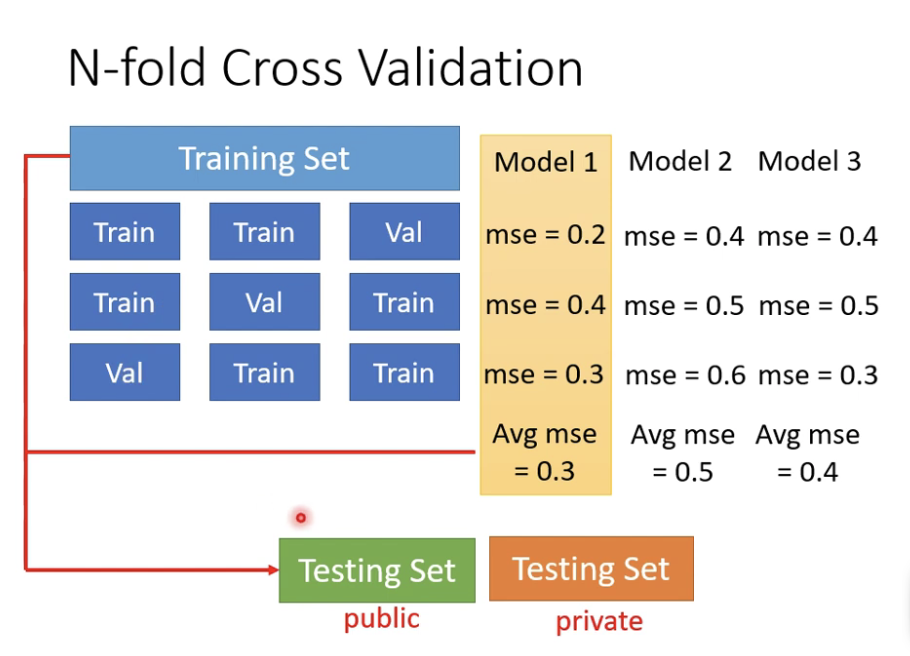 N-fold Cross Validation
Training Set
Model 1 Model 2 Model 3
Train Train Val mse = 0.2 mse = 0.4 mse = 0.4
Train Val Train mse = 0.4 mse = 0.5 mse = 0.5
Val Train Train mse = 0.3 mse = 0.6 mse = 0.3
Avg mse Avg mse Avg mse
= 0.3 = 0.5 = 0.4
Testing Set Testing Set
public private